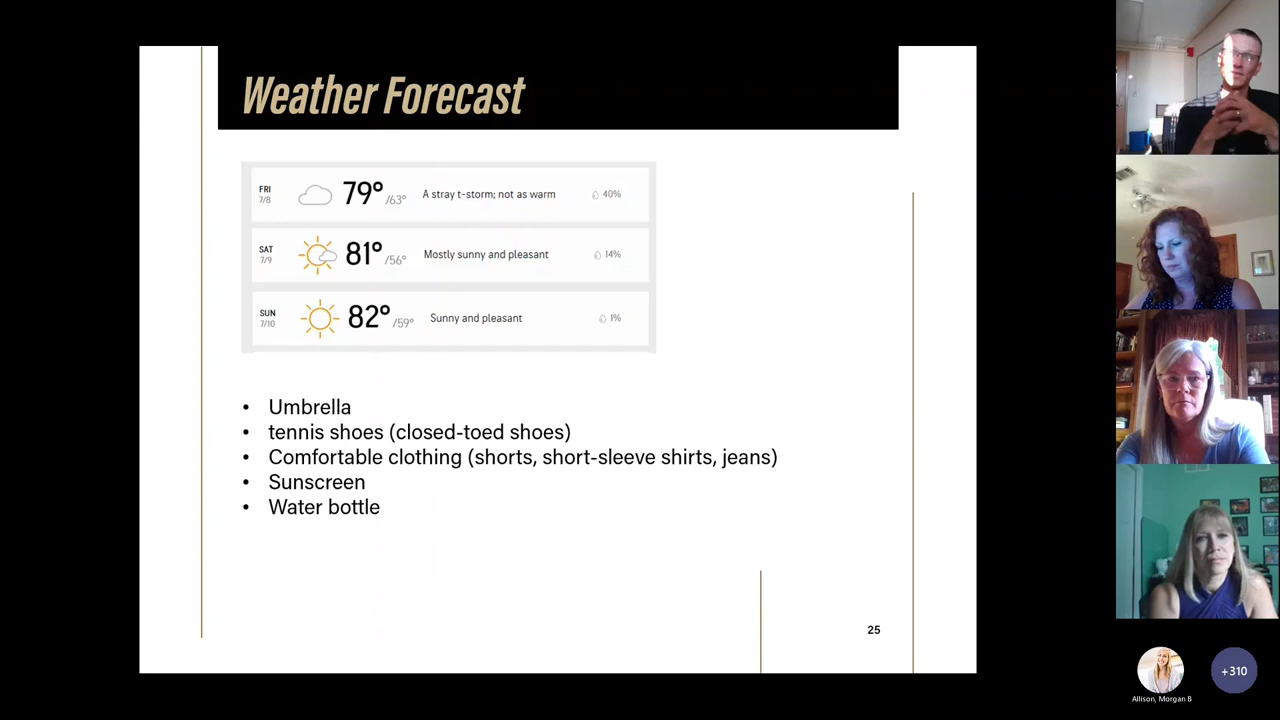 Weather Forecast
FRI
7/8
79°/63°
A stray t-storm; not as warm
40%
SAT
7/9
81°/56°
Mostly sunny and pleasant
14%
SUN
7/10
82°/59°
Sunny and pleasant
1%
• Umbrella
• tennis shoes (closed-toed shoes)
• Comfortable clothing (shorts, short-sleeve shirts, jeans)
• Sunscreen
• Water bottle
25
Allison, Morgan B
+310